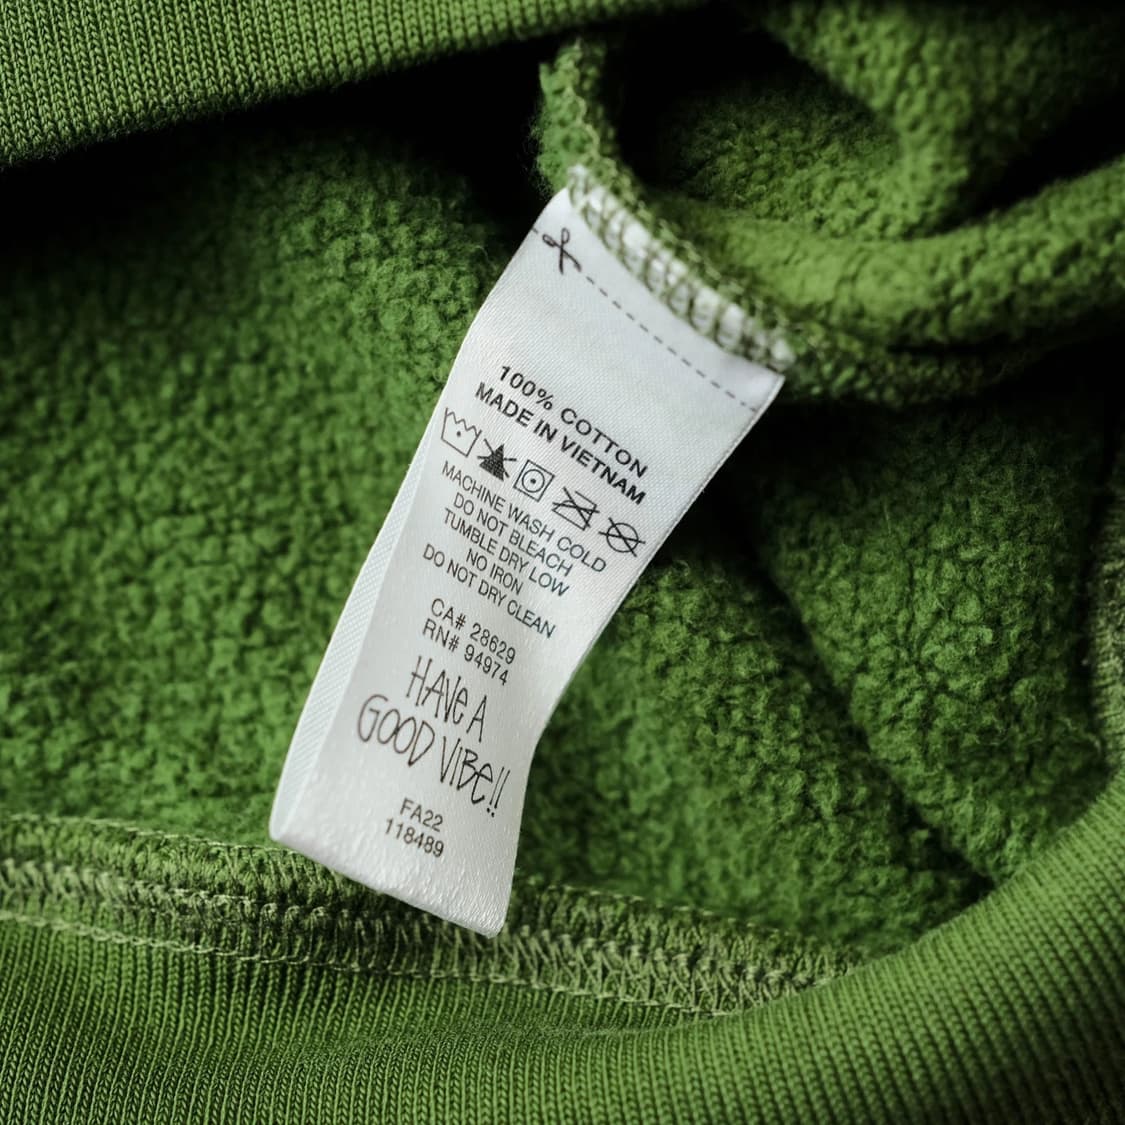 100% COTTON
MADE IN VIETNAM
MACHINE WASH COLD
DO NOT BLEACH
TUMBLE DRY LOW
NO IRON
DO NOT DRY CLEAN
CA# 28629
RN# 94974
HAVE A
GOOD VIBE!!
FA22
118489